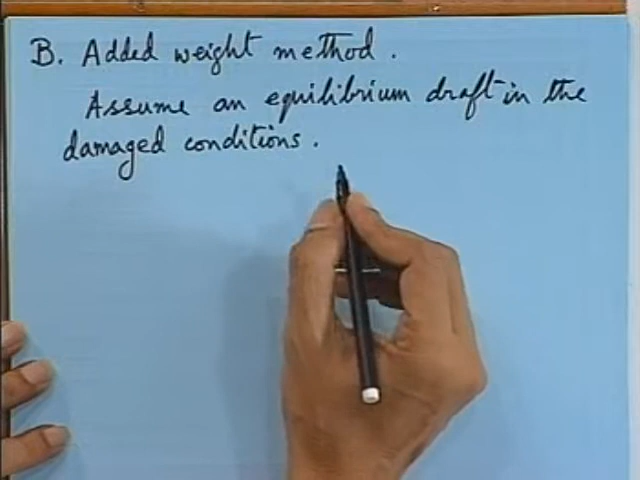 B. Added weight method.
Assume an equilibrium draft in the
damaged conditions.